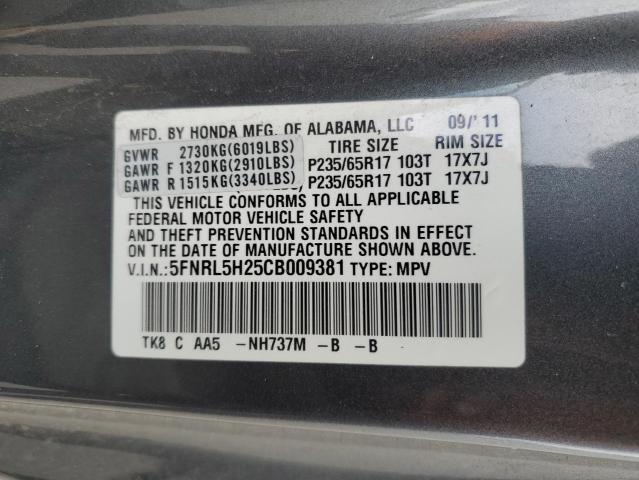 MFD. BY HONDA MFG. OF ALABAMA, LLC 09/'11
GVWR 2730KG(6019LBS) TIRE SIZE RIM SIZE
GAWR F 1320KG(2910LBS) P235/65R17 103T 17X7J
GAWR R 1515KG(3340LBS) P235/65R17 103T 17X7J
THIS VEHICLE CONFORMS TO ALL APPLICABLE
FEDERAL MOTOR VEHICLE SAFETY
AND THEFT PREVENTION STANDARDS IN EFFECT
ON THE DATE OF MANUFACTURE SHOWN ABOVE.
V.I.N.: 5FNRL5H25CB009381 TYPE: MPV
TK8 C AA5 -NH737M -B -B